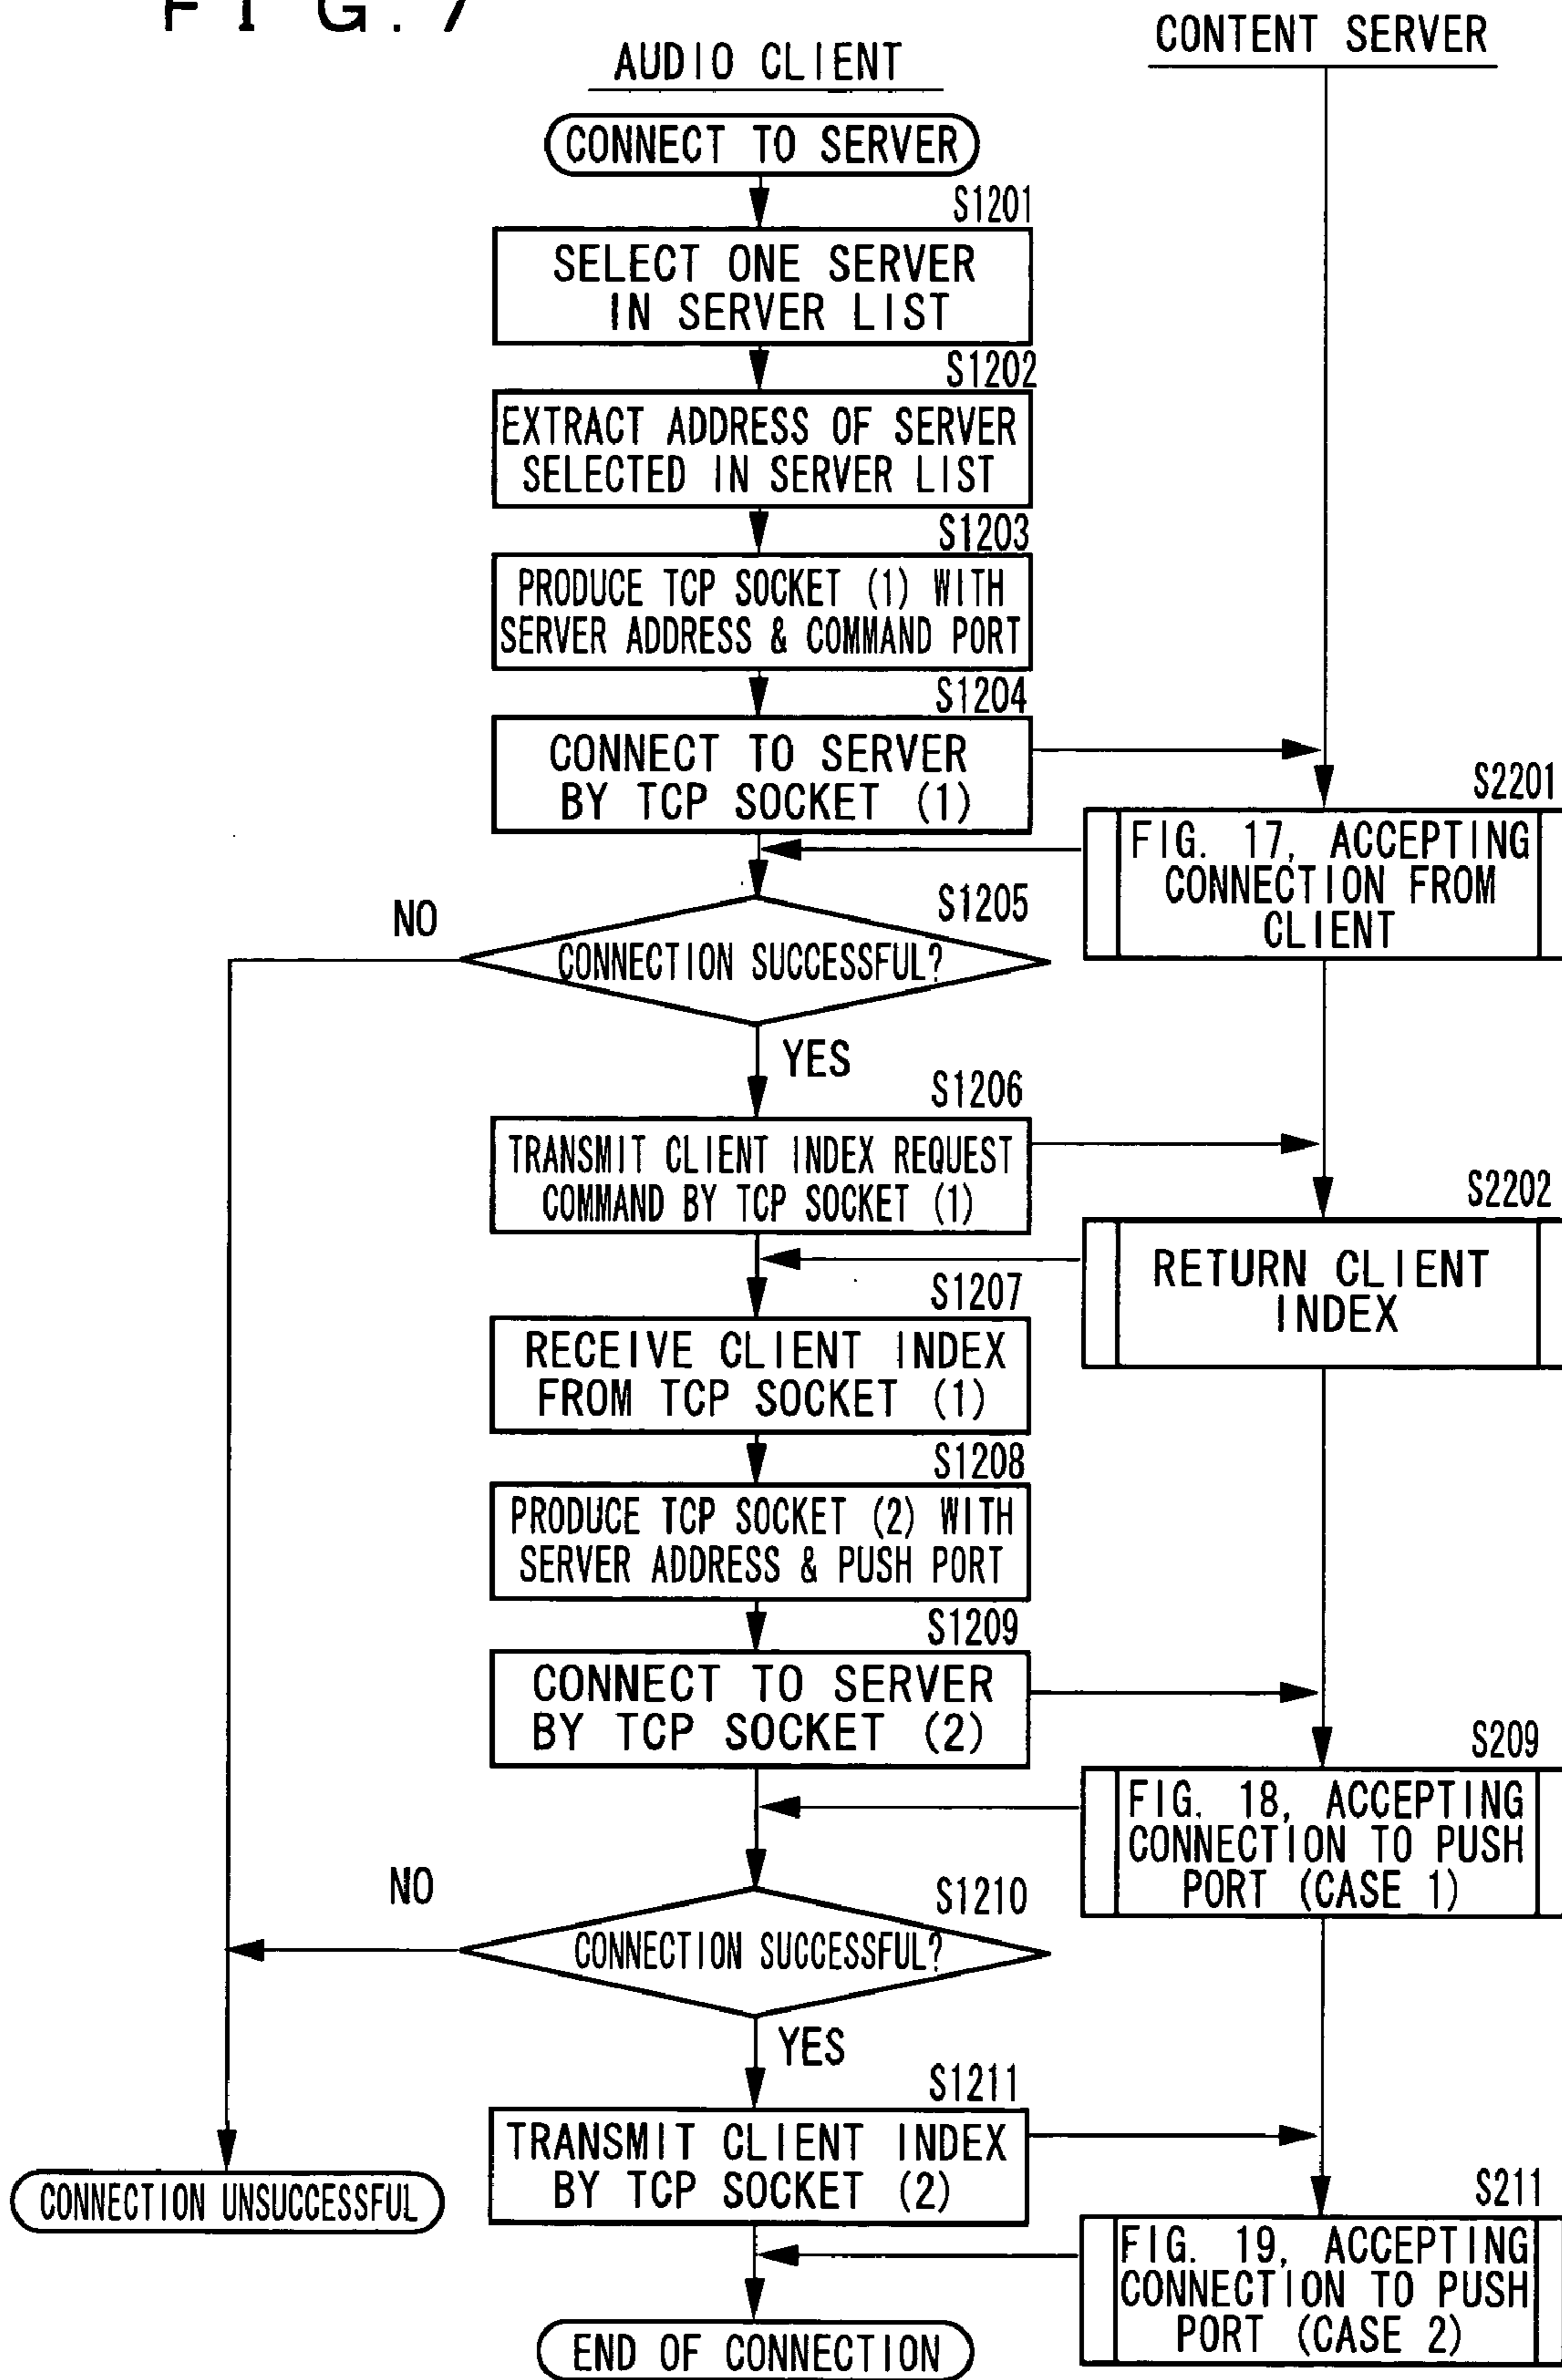 FIG. 7
CONTENT SERVER
AUDIO CLIENT
CONNECT TO SERVER
S1201
SELECT ONE SERVER
IN SERVER LIST
S1202
EXTRACT ADDRESS OF SERVER
SELECTED IN SERVER LIST
S1203
PRODUCE TCP SOCKET (1) WITH
SERVER ADDRESS & COMMAND PORT
S1204
CONNECT TO SERVER
BY TCP SOCKET (1)
S2201
FIG. 17, ACCEPTING
CONNECTION FROM
CLIENT
S1205
NO
CONNECTION SUCCESSFUL?
YES
S1206
TRANSMIT CLIENT INDEX REQUEST
COMMAND BY TCP SOCKET (1)
S2202
RETURN CLIENT
INDEX
S1207
RECEIVE CLIENT INDEX
FROM TCP SOCKET (1)
S1208
PRODUCE TCP SOCKET (2) WITH
SERVER ADDRESS & PUSH PORT
S1209
CONNECT TO SERVER
BY TCP SOCKET (2)
S209
FIG. 18, ACCEPTING
CONNECTION TO PUSH
PORT (CASE 1)
NO
S1210
CONNECTION SUCCESSFUL?
YES
S1211
TRANSMIT CLIENT INDEX
BY TCP SOCKET (2)
CONNECTION UNSUCCESSFUL
S211
FIG. 19, ACCEPTING
CONNECTION TO PUSH
PORT (CASE 2)
END OF CONNECTION